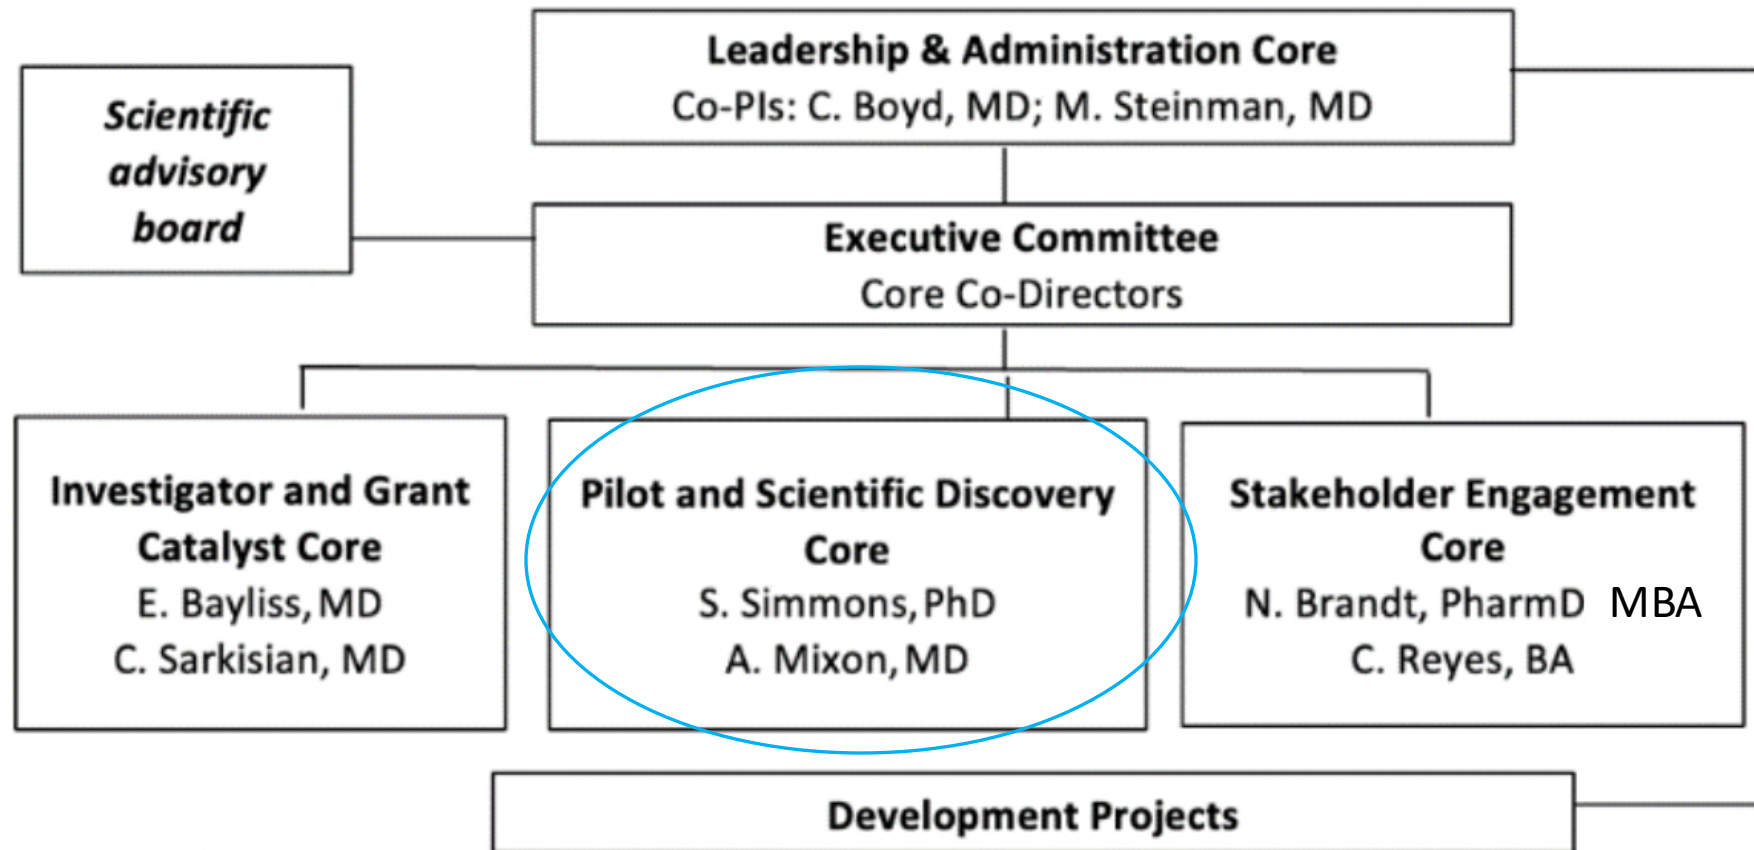 Leadership & Administration Core
Co-PIs: C. Boyd, MD; M. Steinman, MD
Scientific
advisory
board
Executive Committee
Core Co-Directors
Investigator and Grant
Catalyst Core
E. Bayliss, MD
C. Sarkisian, MD
Pilot and Scientific Discovery
Core
S. Simmons, PhD
A. Mixon, MD
Stakeholder Engagement
Core
N. Brandt, PharmD MBA
C. Reyes, BA
Development Projects